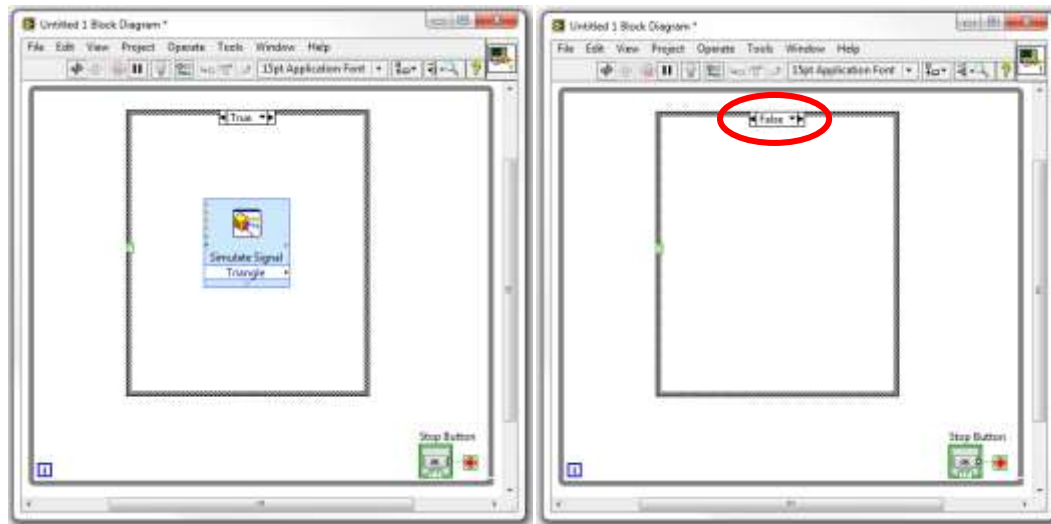 Untitled 1 Block Diagram *
File Edit View Project Operate Tools Window Help
15pt Application Font
True
Simulate Signal
Triangle
Stop Button
i
Untitled 1 Block Diagram *
File Edit View Project Operate Tools Window Help
15pt Application Font
False
Stop Button
i